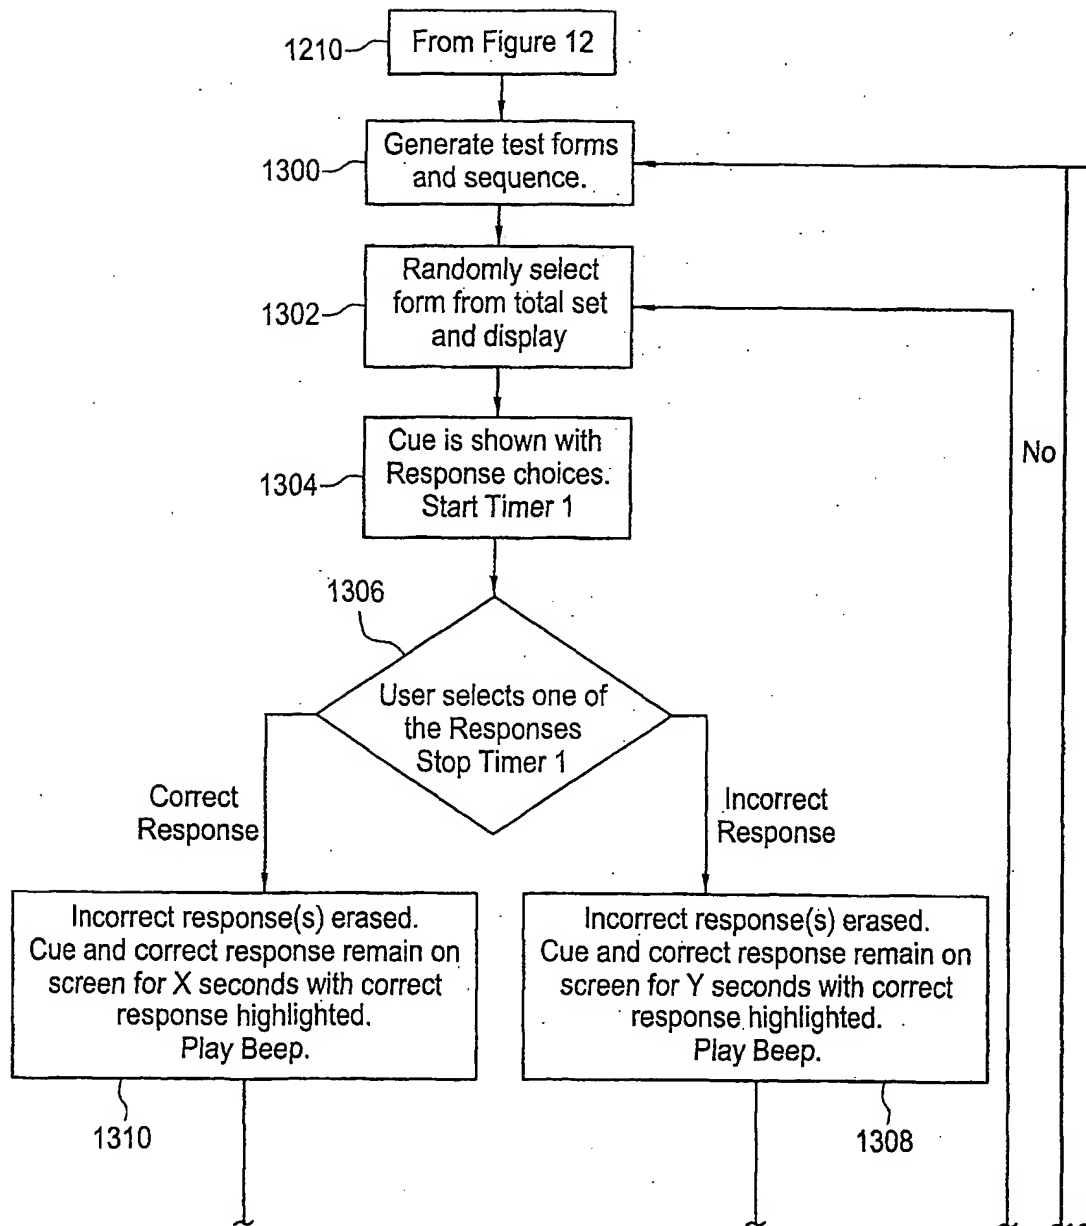 1210
From Figure 12
1300
Generate test forms
and sequence.
1302
Randomly select
form from total set
and display
1304
Cue is shown with
Response choices.
Start Timer 1
No
1306
User selects one of
the Responses
Stop Timer 1
Correct
Response
Incorrect
Response
Incorrect response(s) erased.
Cue and correct response remain on
screen for X seconds with correct
response highlighted.
Play Beep.
1310
Incorrect response(s) erased.
Cue and correct response remain on
screen for Y seconds with correct
response highlighted.
Play Beep.
1308